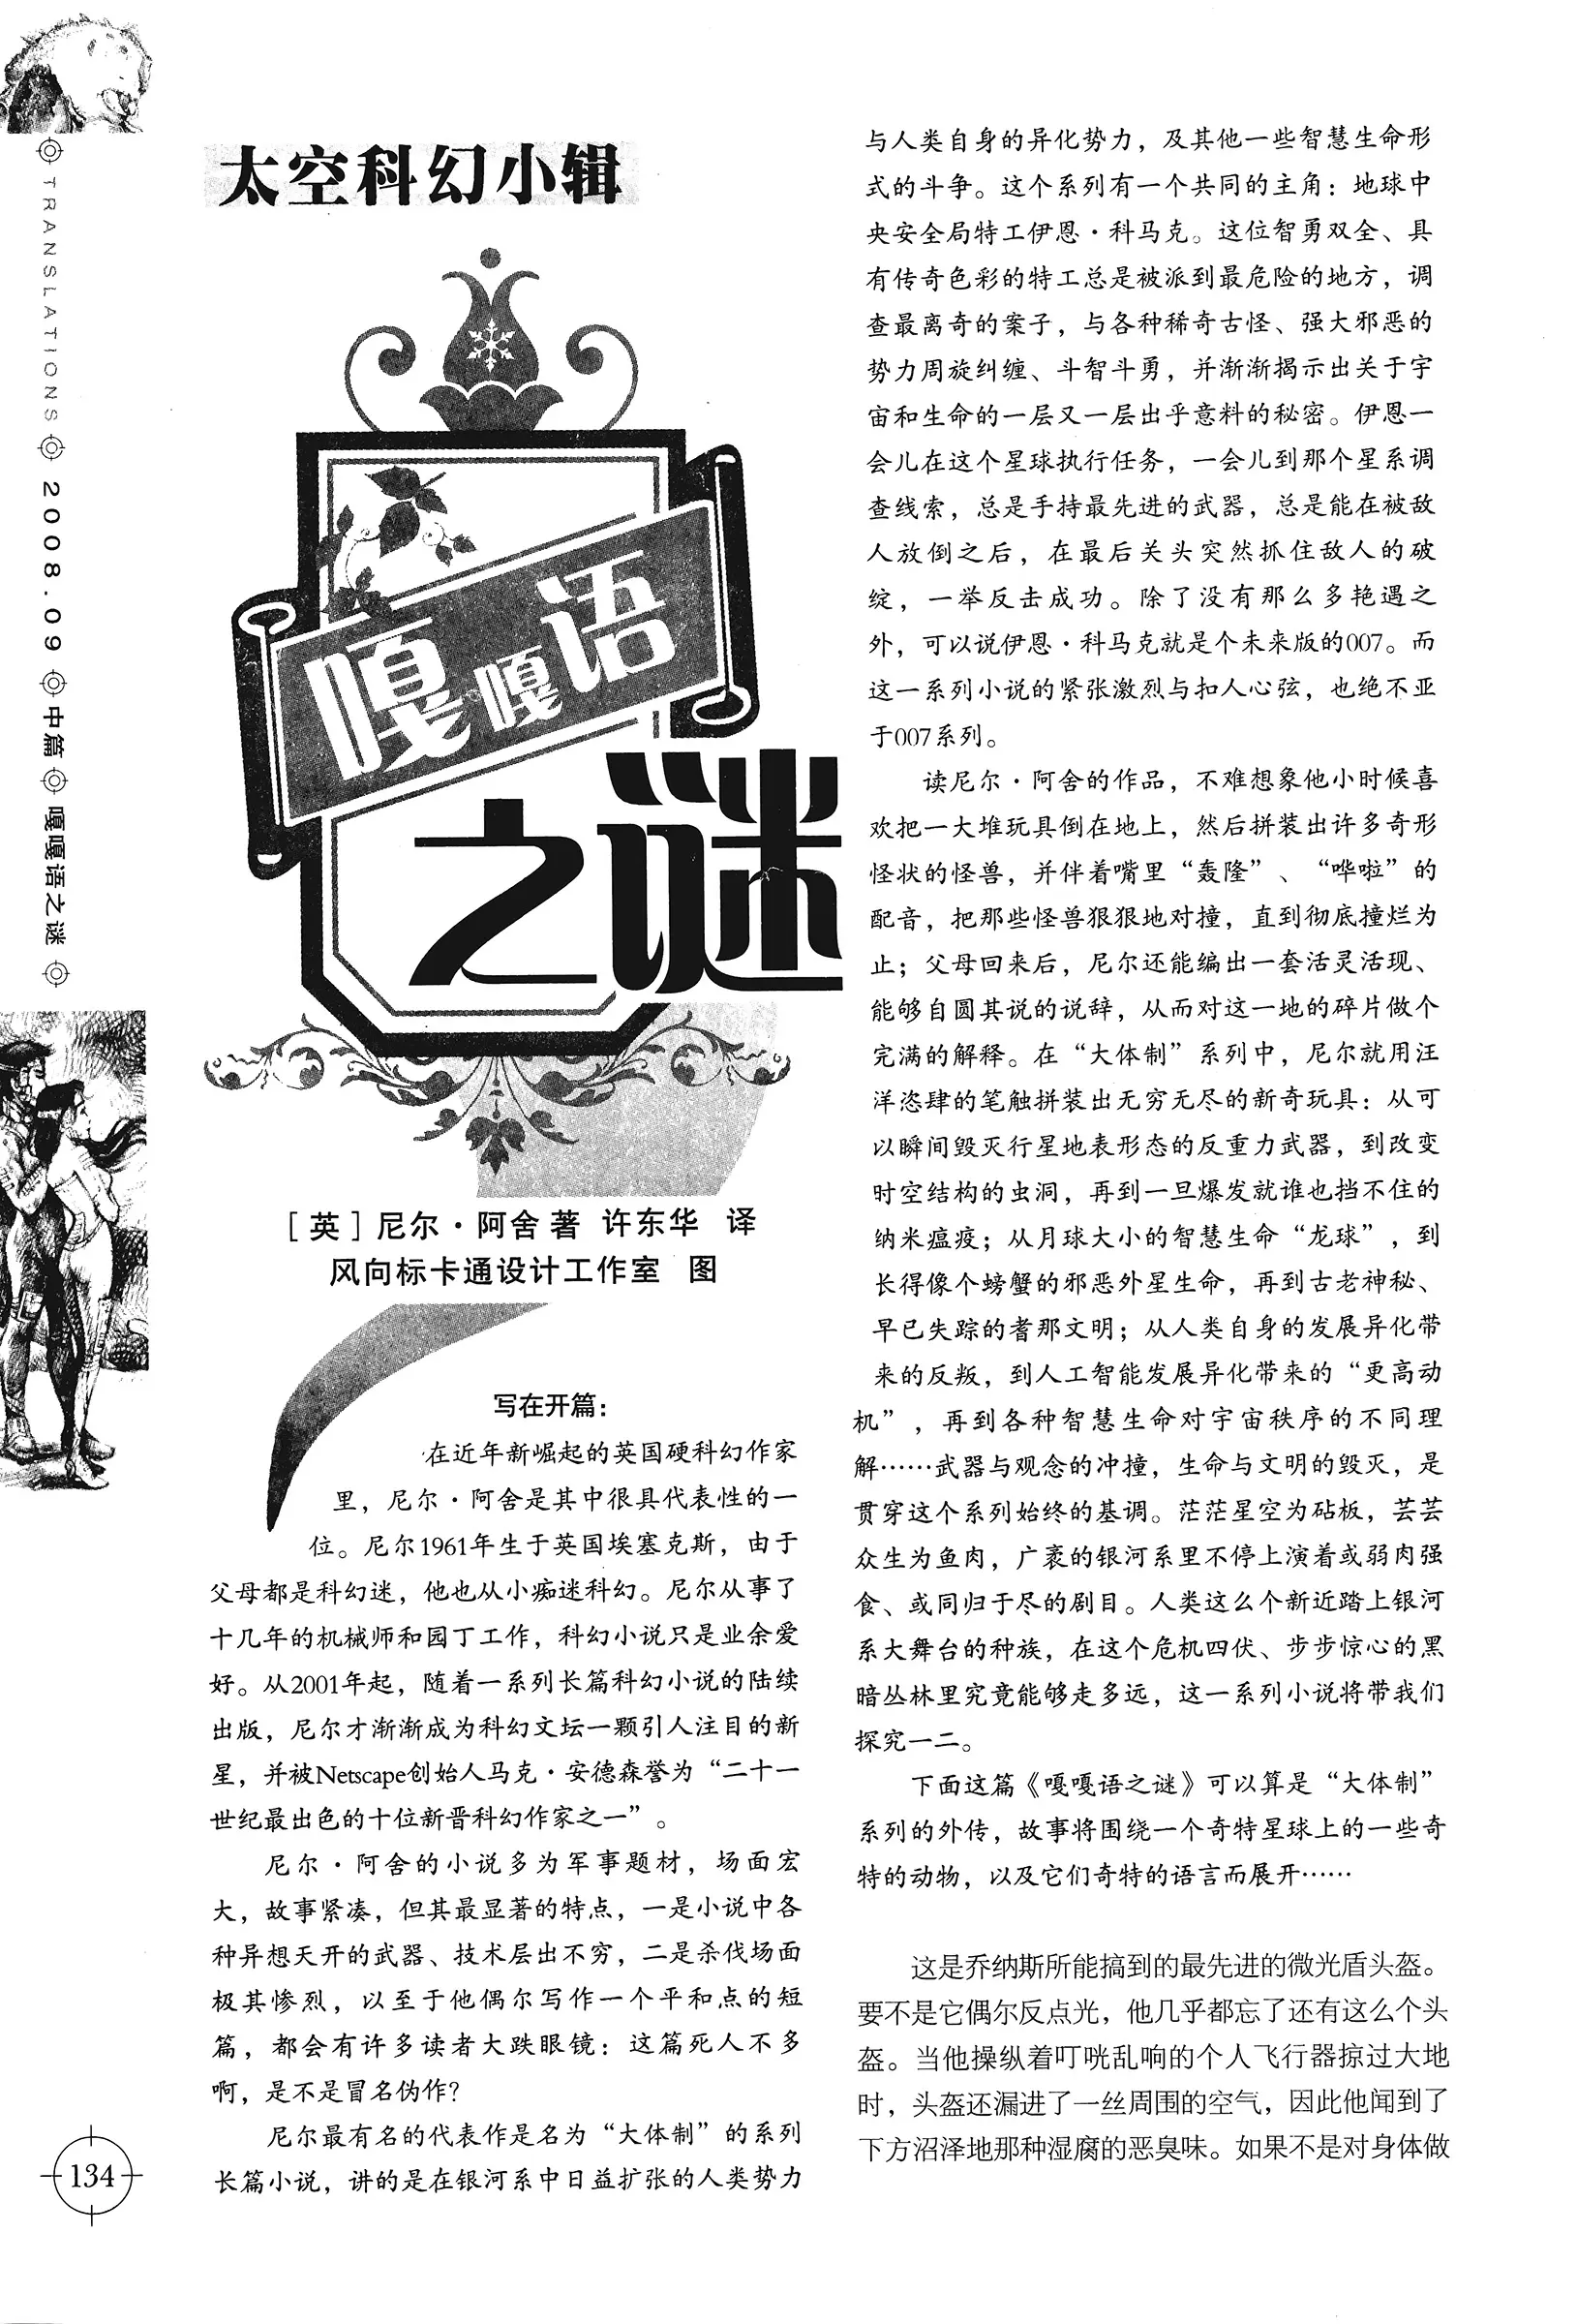 TRANSLATIONS
2008.09
中篇
嘎嘎语之谜
太空科幻小辑
嘎嘎语
之谜
[英]尼尔·阿舍 著 许东华 译
风向标卡通设计工作室 图
写在开篇：
在近年新崛起的英国硬科幻作家
里，尼尔·阿舍是其中很具代表性的一
位。尼尔1961年生于英国埃塞克斯，由于
父母都是科幻迷，他也从小痴迷科幻。尼尔从事了
十几年的机械师和园丁工作，科幻小说只是业余爱
好。从2001年起，随着一系列长篇科幻小说的陆续
出版，尼尔才渐渐成为科幻文坛一颗引人注目的新
星，并被Netscape创始人马克·安德森誉为“二十一
世纪最出色的十位新晋科幻作家之一”。
尼尔·阿舍的小说多为军事题材，场面宏
大，故事紧凑，但其最显著的特点，一是小说中各
种异想天开的武器、技术层出不穷，二是杀伐场面
极其惨烈，以至于他偶尔写作一个平和点的短
篇，都会有许多读者大跌眼镜：这篇死人不多
啊，是不是冒名伪作？
尼尔最有名的代表作是名为“大体制”的系列
长篇小说，讲的是在银河系中日益扩张的人类势力
与人类自身的异化势力，及其他一些智慧生命形
式的斗争。这个系列有一个共同的主角：地球中
央安全局特工伊恩·科马克。这位智勇双全、具
有传奇色彩的特工总是被派到最危险的地方，调
查最离奇的案子，与各种稀奇古怪、强大邪恶的
势力周旋纠缠、斗智斗勇，并渐渐揭示出关于宇
宙和生命的一层又一层出乎意料的秘密。伊恩一
会儿在这个星球执行任务，一会儿到那个星系调
查线索，总是手持最先进的武器，总是能在被敌
人放倒之后，在最后关头突然抓住敌人的破
绽，一举反击成功。除了没有那么多艳遇之
外，可以说伊恩·科马克就是个未来版的007。而
这一系列小说的紧张激烈与扣人心弦，也绝不亚
于007系列。
读尼尔·阿舍的作品，不难想象他小时候喜
欢把一大堆玩具倒在地上，然后拼装出许多奇形
怪状的怪兽，并伴着嘴里“轰隆”、“哗啦”的
配音，把那些怪兽狠狠地对撞，直到彻底撞烂为
止；父母回来后，尼尔还能编出一套活灵活现、
能够自圆其说的说辞，从而对这一地的碎片做个
完满的解释。在“大体制”系列中，尼尔就用汪
洋恣肆的笔触拼装出无穷无尽的新奇玩具：从可
以瞬间毁灭行星地表形态的反重力武器，到改变
时空结构的虫洞，再到一旦爆发就谁也挡不住的
纳米瘟疫；从月球大小的智慧生命“龙球”，到
长得像个螃蟹的邪恶外星生命，再到古老神秘、
早已失踪的耆那文明；从人类自身的发展异化带
来的反叛，到人工智能发展异化带来的“更高动
机”，再到各种智慧生命对宇宙秩序的不同理
解……武器与观念的冲撞，生命与文明的毁灭，是
贯穿这个系列始终的基调。茫茫星空为砧板，芸芸
众生为鱼肉，广袤的银河系里不停上演着或弱肉强
食、或同归于尽的剧目。人类这么个新近踏上银河
系大舞台的种族，在这个危机四伏、步步惊心的黑
暗丛林里究竟能够走多远，这一系列小说将带我们
探究一二。
下面这篇《嘎嘎语之谜》可以算是“大体制”
系列的外传，故事将围绕一个奇特星球上的一些奇
特的动物，以及它们奇特的语言而展开……
这是乔纳斯所能搞到的最先进的微光盾头盔。
要不是它偶尔反点光，他几乎都忘了还有这么个头
盔。当他操纵着叮咣乱响的个人飞行器掠过大地
时，头盔还漏进了一丝周围的空气，因此他闻到了
下方沼泽地那种湿腐的恶臭味。如果不是对身体做
134